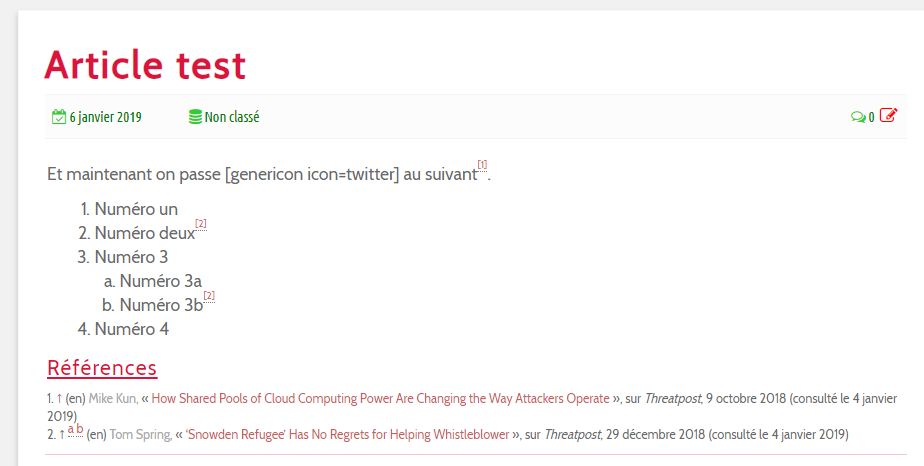 Article test
6 janvier 2019 Non classé 0
Et maintenant on passe [genericon icon=twitter] au suivant[1].
1. Numéro un
2. Numéro deux[2]
3. Numéro 3
a. Numéro 3a
b. Numéro 3b[2]
4. Numéro 4
Références
1. ↑ (en) Mike Kun, « How Shared Pools of Cloud Computing Power Are Changing the Way Attackers Operate », sur Threatpost, 9 octobre 2018 (consulté le 4 janvier
2019)
2. ↑ a b (en) Tom Spring, « ‘Snowden Refugee’ Has No Regrets for Helping Whistleblower », sur Threatpost, 29 décembre 2018 (consulté le 4 janvier 2019)